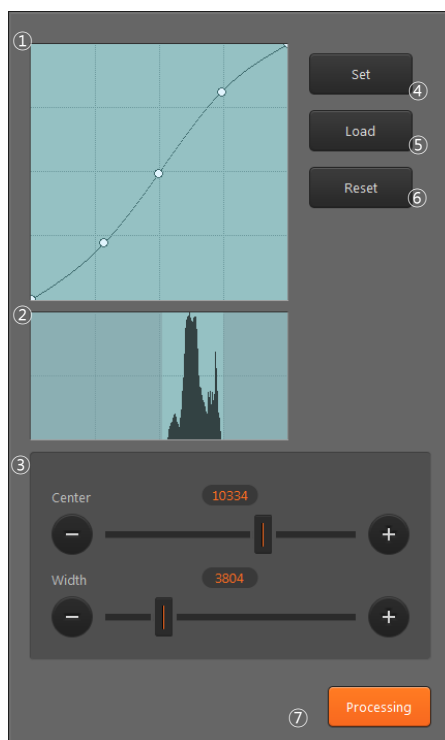 ①
Set
④
Load
⑤
Reset
⑥
②
③
Center 10334
− +
Width 3804
− +
Processing
⑦